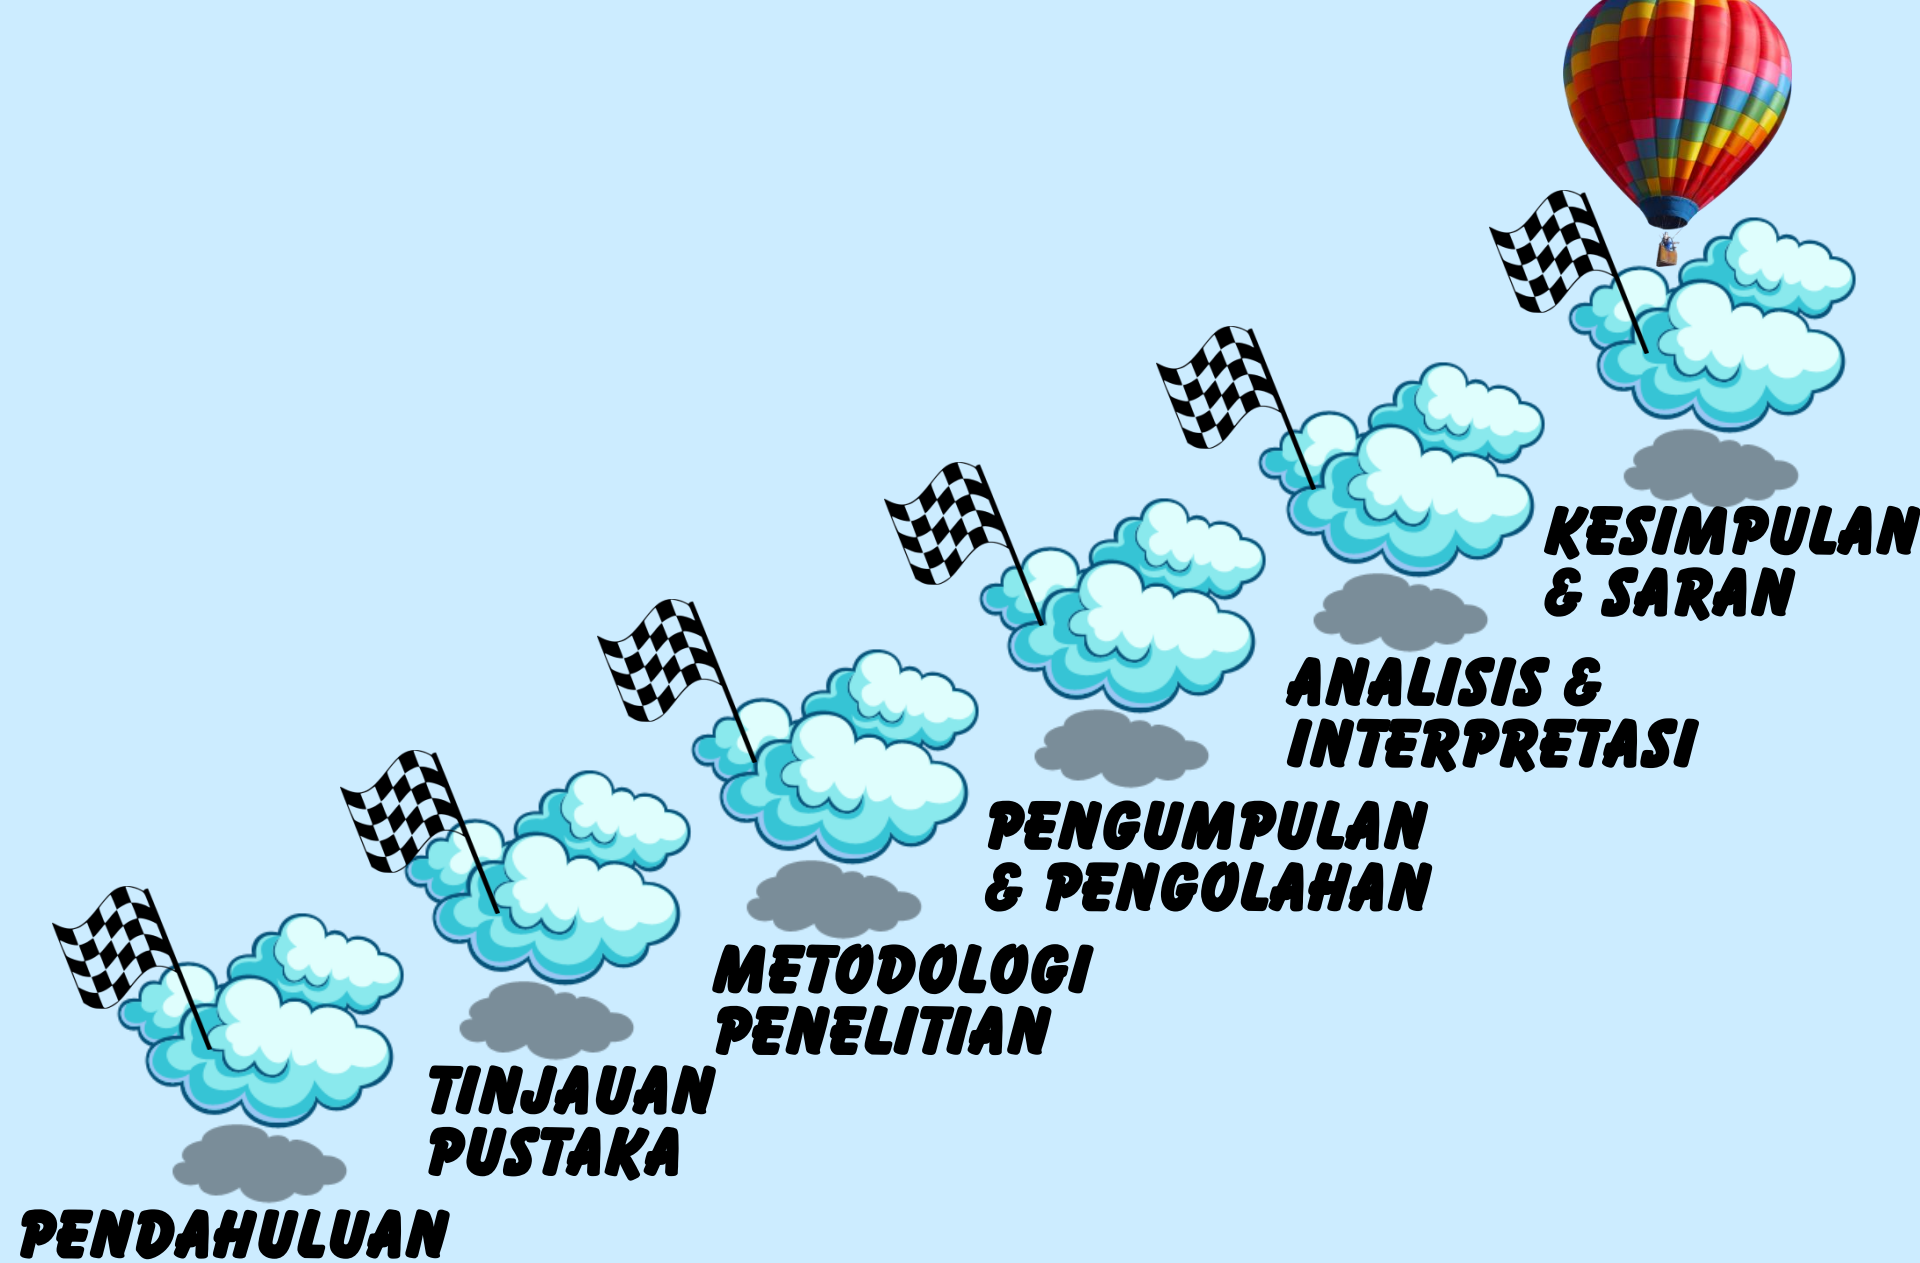 PENDAHULUAN
TINJAUAN
PUSTAKA
METODOLOGI
PENELITIAN
PENGUMPULAN
& PENGOLAHAN
ANALISIS &
INTERPRETASI
KESIMPULAN
& SARAN